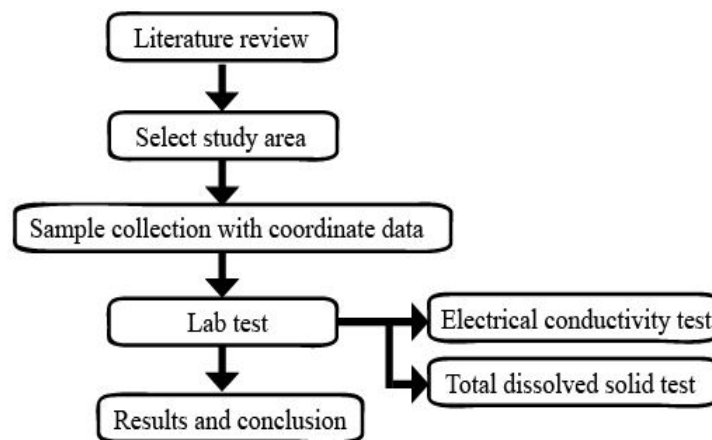 Literature review
Select study area
Sample collection with coordinate data
Lab test
Electrical conductivity test
Total dissolved solid test
Results and conclusion